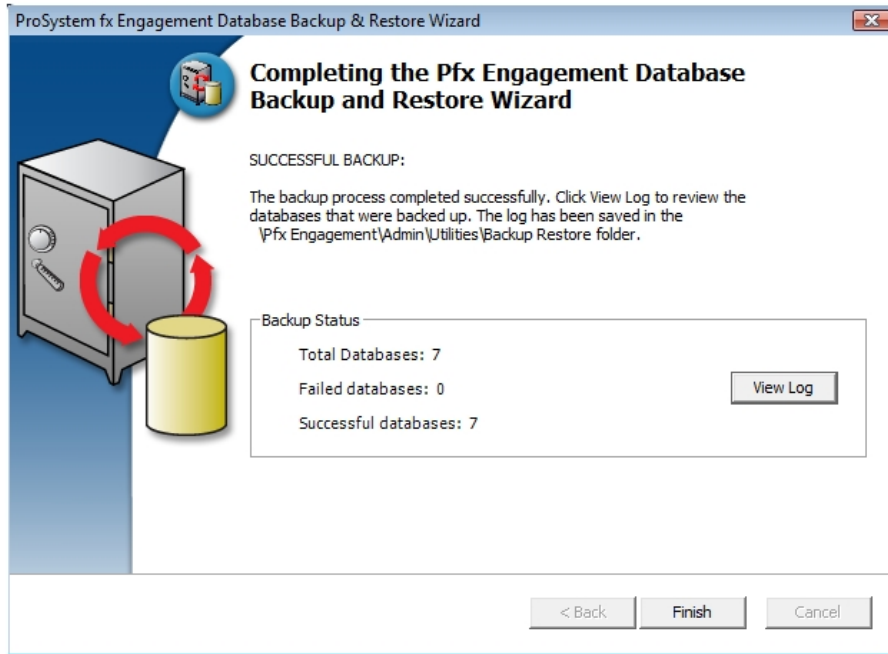 ProSystem fx Engagement Database Backup & Restore Wizard
Completing the Pfx Engagement Database
Backup and Restore Wizard
SUCCESSFUL BACKUP:
The backup process completed successfully. Click View Log to review the
databases that were backed up. The log has been saved in the
\Pfx Engagement\Admin\Utilities\Backup Restore folder.
Backup Status
Total Databases: 7
Failed databases: 0
View Log
Successful databases: 7
< Back
Finish
Cancel